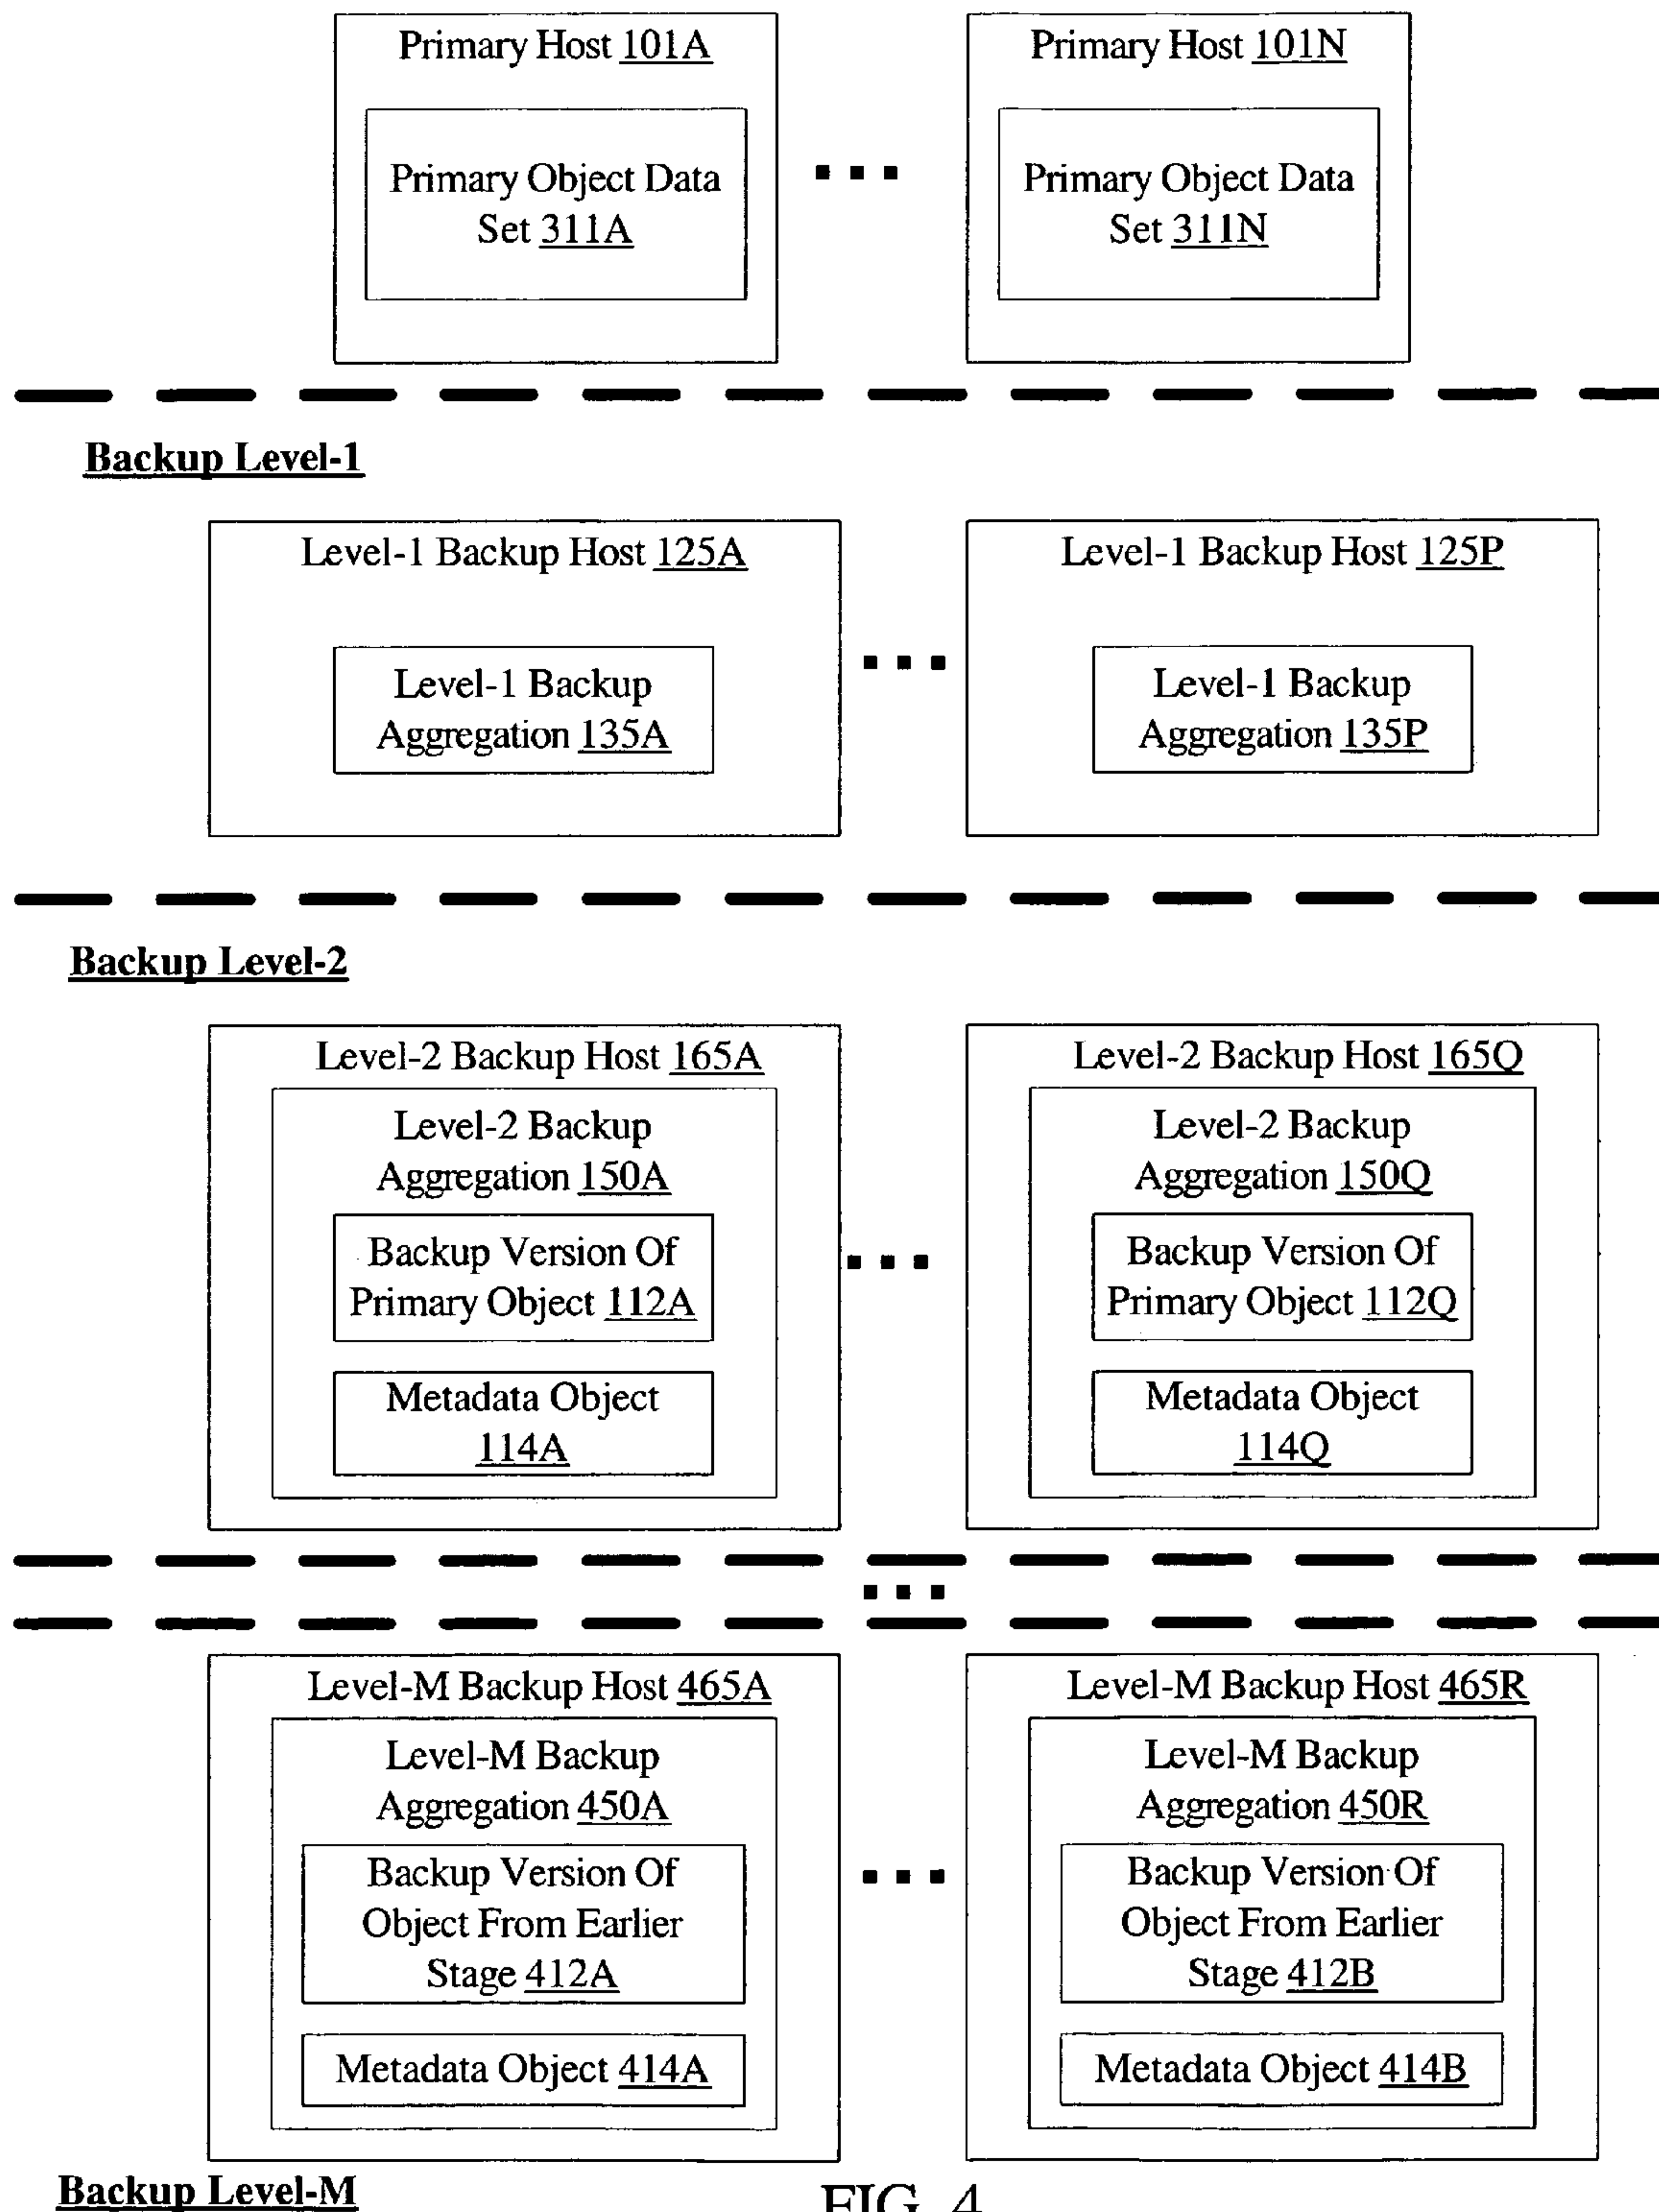 Primary Host 101A
Primary Object Data
Set 311A
Primary Host 101N
Primary Object Data
Set 311N
Backup Level-1
Level-1 Backup Host 125A
Level-1 Backup
Aggregation 135A
Level-1 Backup Host 125P
Level-1 Backup
Aggregation 135P
Backup Level-2
Level-2 Backup Host 165A
Level-2 Backup
Aggregation 150A
Backup Version Of
Primary Object 112A
Metadata Object
114A
Level-2 Backup Host 165Q
Level-2 Backup
Aggregation 150Q
Backup Version Of
Primary Object 112Q
Metadata Object
114Q
Level-M Backup Host 465A
Level-M Backup
Aggregation 450A
Backup Version Of
Object From Earlier
Stage 412A
Metadata Object 414A
Level-M Backup Host 465R
Level-M Backup
Aggregation 450R
Backup Version Of
Object From Earlier
Stage 412B
Metadata Object 414B
Backup Level-M
FIG. 4